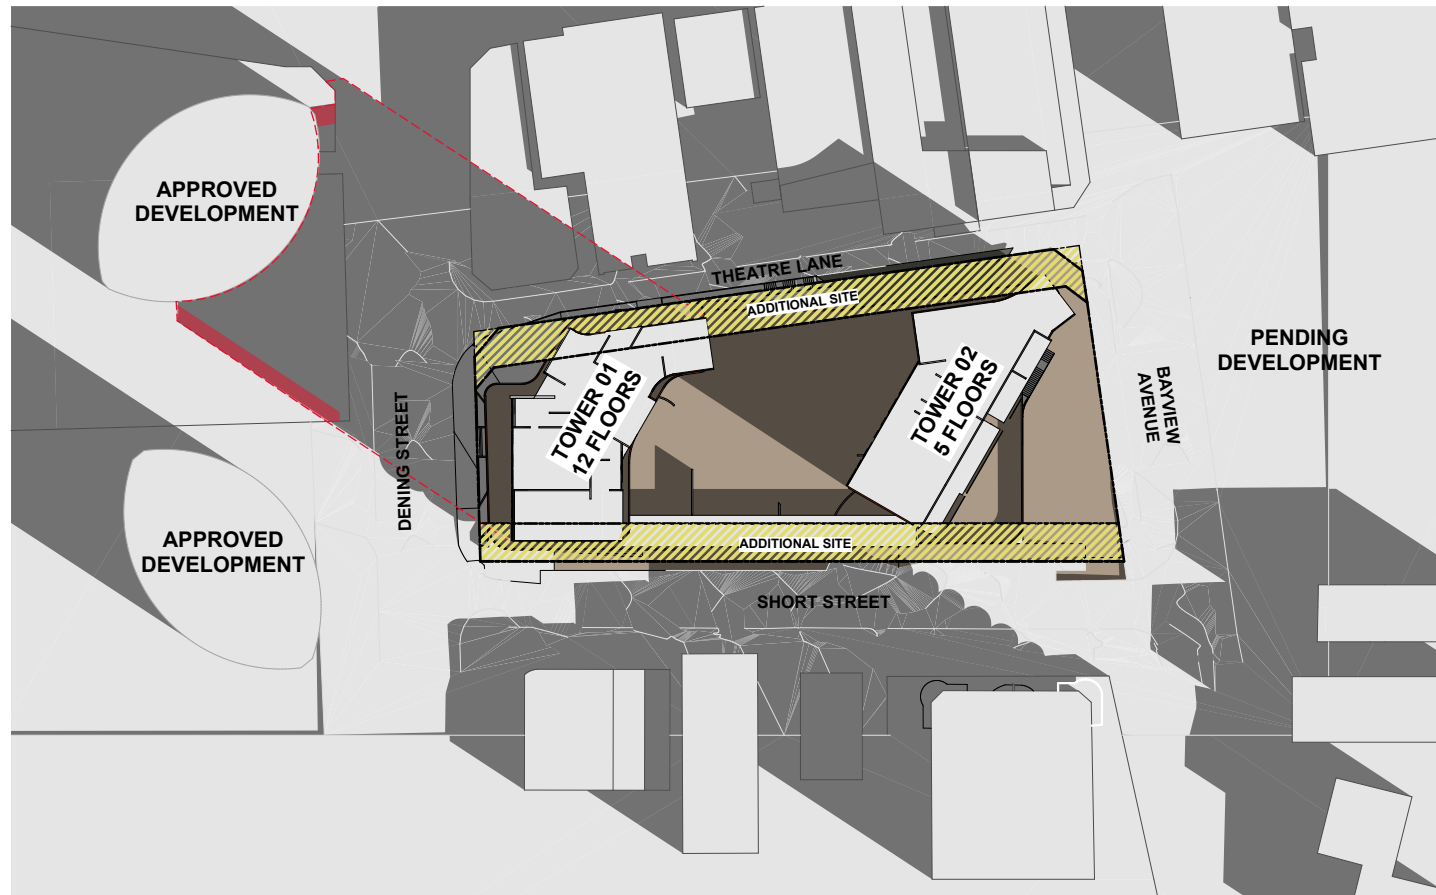 APPROVED
DEVELOPMENT
THEATRE LANE
ADDITIONAL SITE
PENDING
DEVELOPMENT
TOWER 01
12 FLOORS
TOWER 02
5 FLOORS
BAYVIEW
AVENUE
DENING STREET
APPROVED
DEVELOPMENT
ADDITIONAL SITE
SHORT STREET